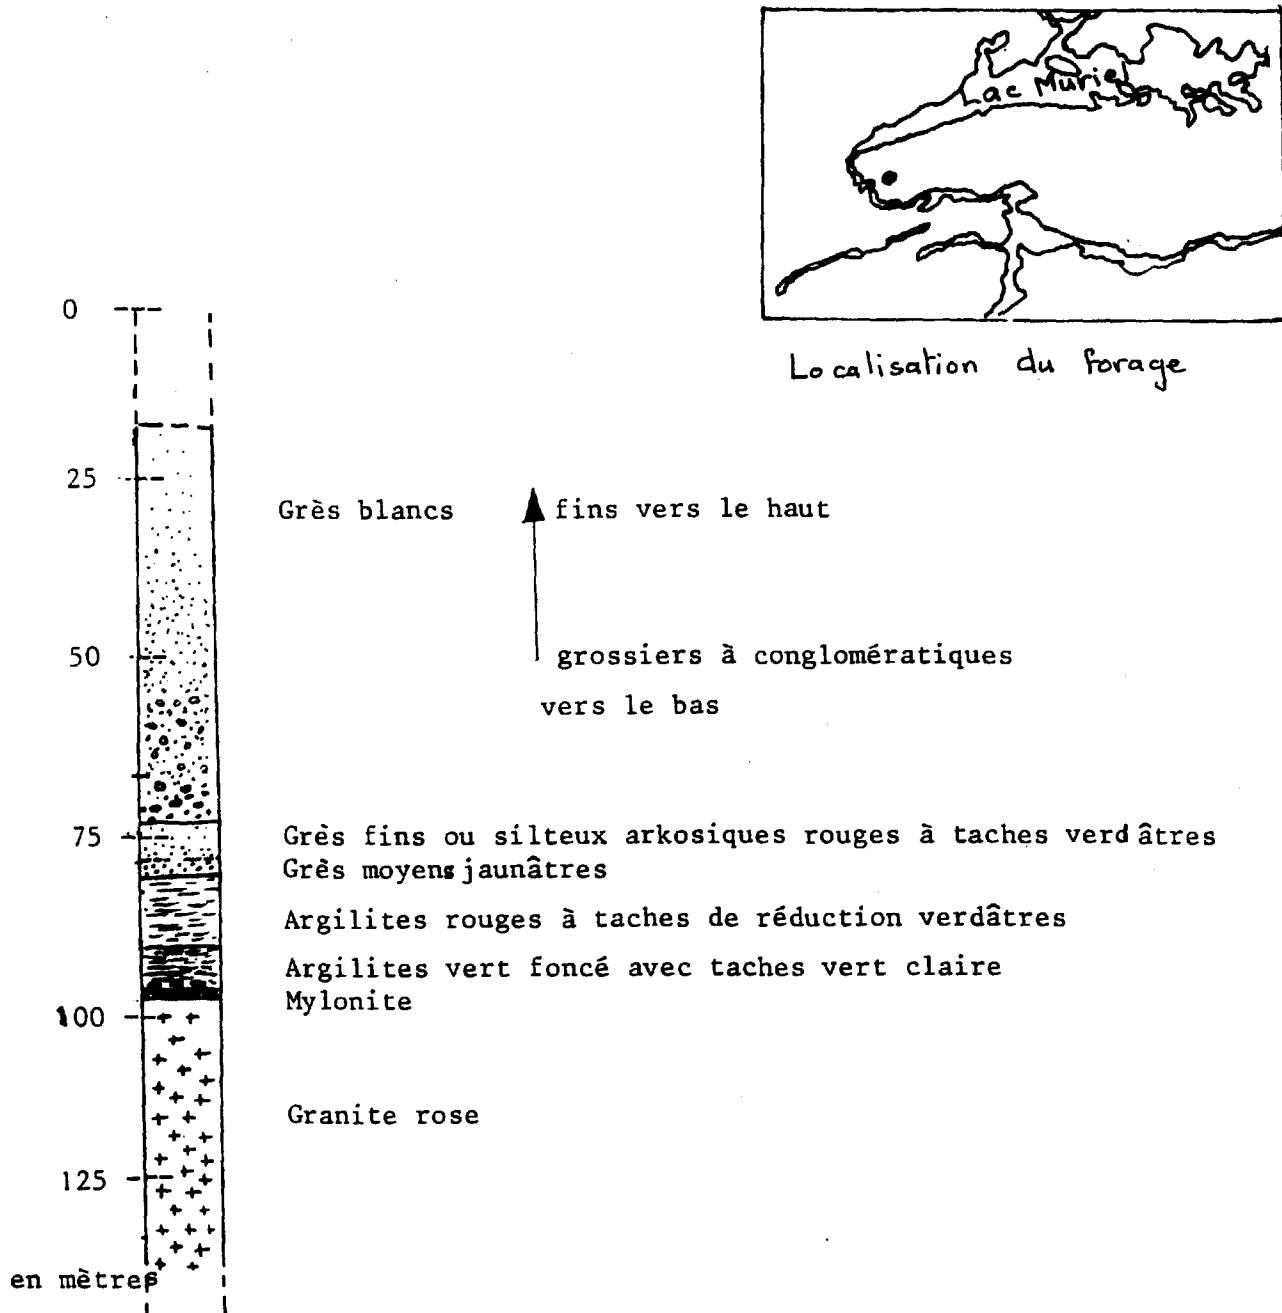 Lac Murie
Localisation du forage
0
25
Grès blancs
fins vers le haut
50
grossiers à conglomératiques
vers le bas
75
Grès fins ou silteux arkosiques rouges à taches verdâtres
Grès moyens jaunâtres
Argilites rouges à taches de réduction verdâtres
Argilites vert foncé avec taches vert claire
Mylonite
100
Granite rose
125
en mètres